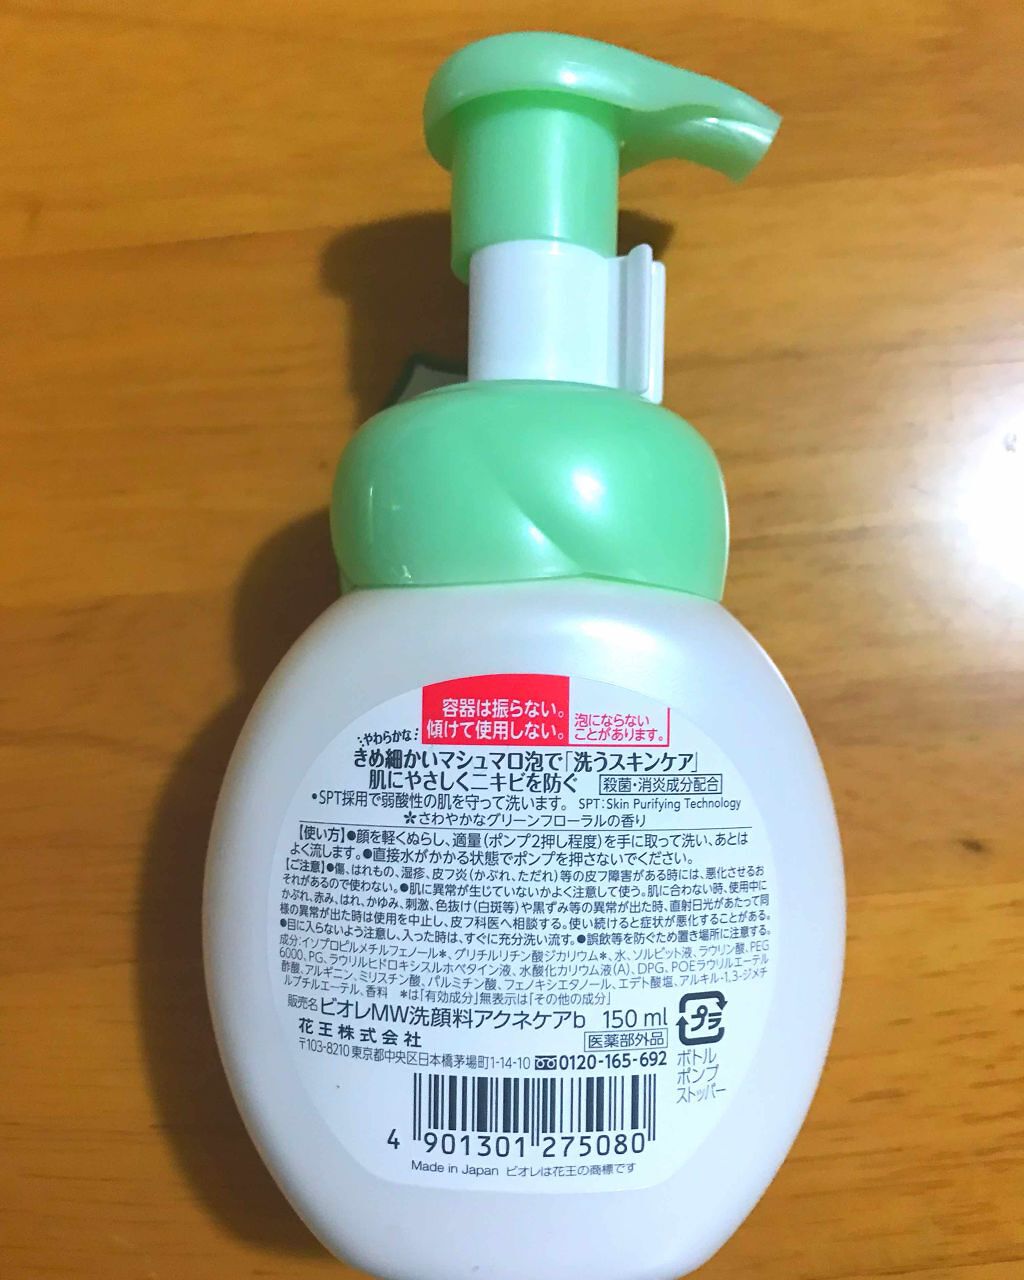 容器は振らない。
傾けて使用しない。
泡にならない
ことがあります。
やわらかな
きめ細かいマシュマロ泡で「洗うスキンケア」
肌にやさしくニキビを防ぐ 殺菌・消炎成分配合
•SPT採用で弱酸性の肌を守って洗います。 SPT:Skin Purifying Technology
✲さわやかなグリーンフローラルの香り
【使い方】●顔を軽くぬらし、適量(ポンプ2押し程度)を手に取って洗い、あとは
よく流します。●直接水がかかる状態でポンプを押さないでください。
【ご注意】●傷、はれもの、湿疹、皮フ炎(かぶれ、ただれ)等の皮フ障害がある時には、悪化させるお
それがあるので使わない。●肌に異常が生じていないかよく注意して使う。肌に合わない時、使用中に
かぶれ、赤み、はれ、かゆみ、刺激、色抜け(白斑等)や黒ずみ等の異常が出た時、直射日光があたって同
様の異常が出た時は使用を中止し、皮フ科医へ相談する。使い続けると症状が悪化することがある。
●目に入らないよう注意し、入った時は、すぐに充分洗い流す。●誤飲等を防ぐため置き場所に注意する。
成分:イソプロピルメチルフェノール＊、グリチルリチン酸ジカリウム＊、水、ソルビット液、ラウリン酸、PEG
6000、PG、ラウリルヒドロキシスルホベタイン液、水酸化カリウム液(A)、DPG、POEラウリルエーテル
酢酸、アルギニン、ミリスチン酸、パルミチン酸、フェノキシエタノール、エデト酸塩、アルキル-1,3-ジメチ
ルブチルエーテル、香料 ＊は「有効成分」無表示は「その他の成分」
販売名 ビオレMW洗顔料アクネケアb 150 ml
花王株式会社 医薬部外品
〒103-8210 東京都中央区日本橋茅場町1-14-10 0120-165-692
プラ
ボトル
ポンプ
ストッパー
4 901301 275080
Made in Japan ビオレは花王の商標です